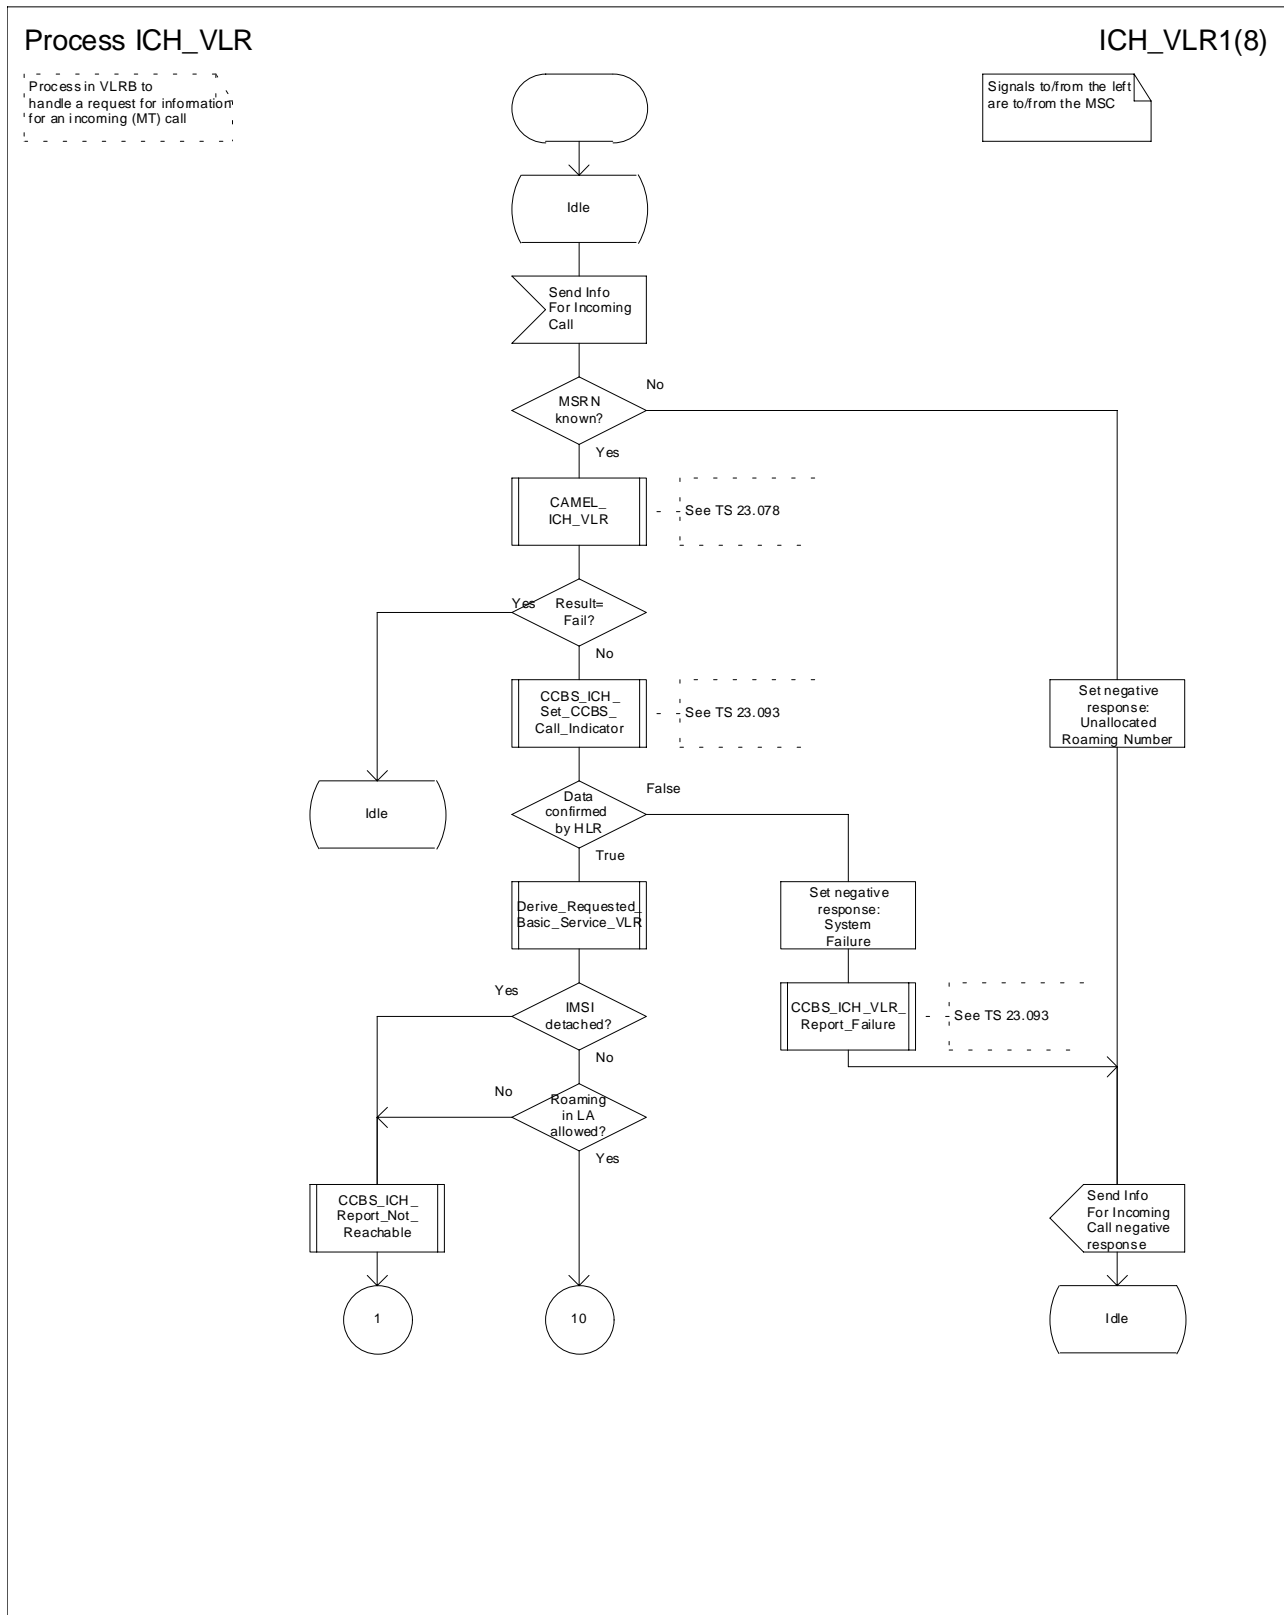 Process ICH_VLR
ICH_VLR1(8)
Process in VLRB to
handle a request for information
for an incoming (MT) call
Signals to/from the left
are to/from the MSC
Idle
Send Info
For Incoming
Call
MSRN
known?
No
Yes
CAMEL_
ICH_VLR
See TS 23.078
Result=
Fail?
Yes
No
CCBS_ICH_
Set_CCBS_
Call_Indicator
See TS 23.093
Set negative
response:
Unallocated
Roaming Number
Idle
Data
confirmed
by HLR
False
True
Derive_Requested_
Basic_Service_VLR
Set negative
response:
System
Failure
Yes
IMSI
detached?
No
CCBS_ICH_VLR_
Report_Failure
See TS 23.093
No
Roaming
in LA
allowed?
Yes
CCBS_ICH_
Report_Not_
Reachable
Send Info
For Incoming
Call negative
response
1
10
Idle